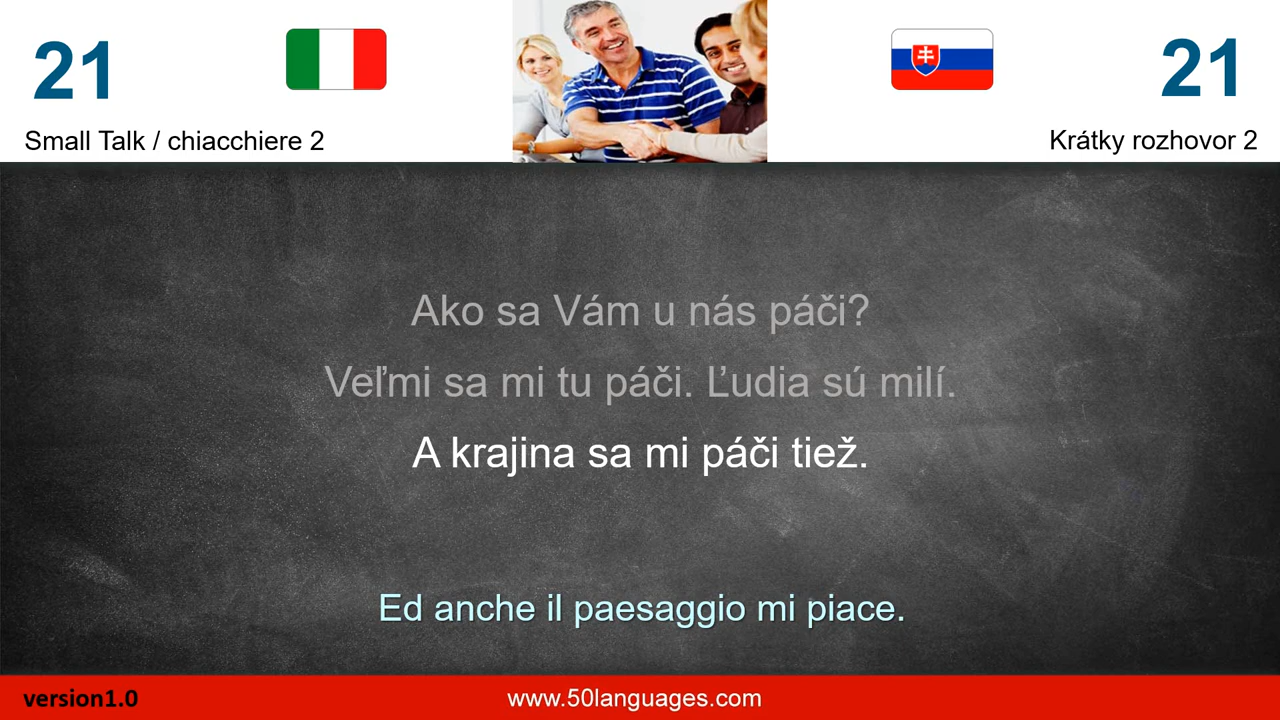 21
21
Small Talk / chiacchiere 2
Krátky rozhovor 2
Ako sa Vám u nás páči?
Veľmi sa mi tu páči. Ľudia sú milí.
A krajina sa mi páči tiež.
Ed anche il paesaggio mi piace.
version1.0
www.50languages.com